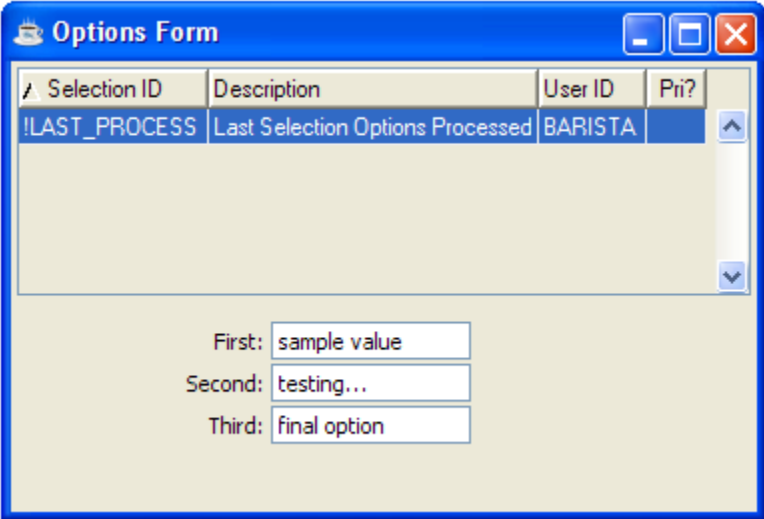 Options Form
Selection ID Description User ID Pri?
!LAST_PROCESS Last Selection Options Processed BARISTA
First: sample value
Second: testing...
Third: final option